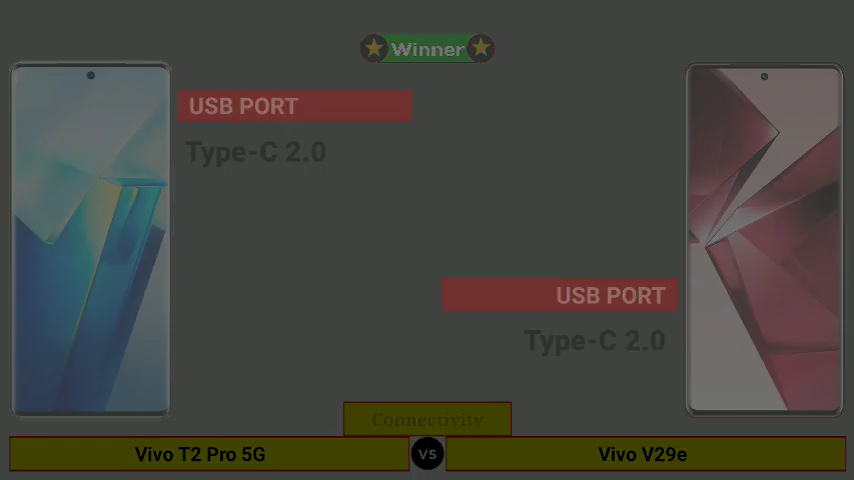 Winner
USB PORT
Type-C 2.0
USB PORT
Type-C 2.0
Connectivity
Vivo T2 Pro 5G
VS
Vivo V29e